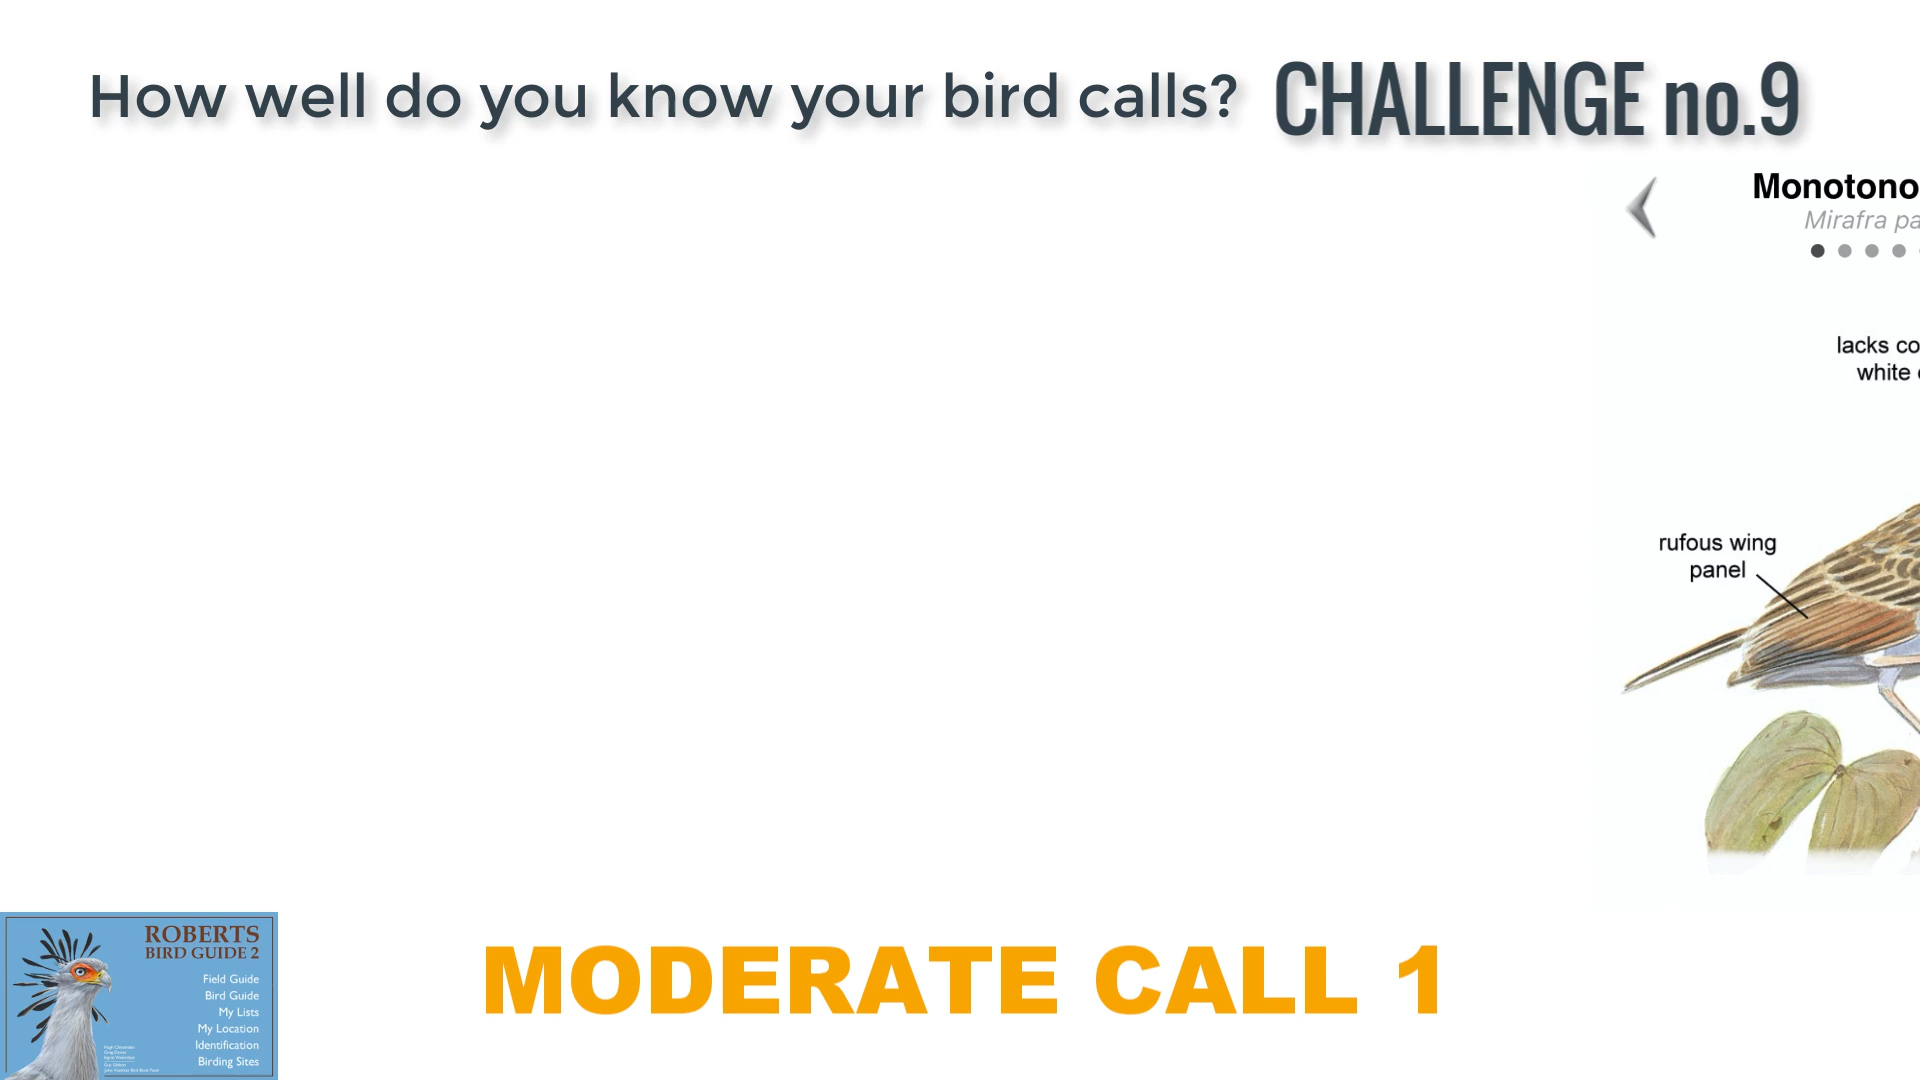 How well do you know your bird calls? CHALLENGE no.9
Monotono
Mirafra pa
lacks co
white
rufous wing
panel
ROBERTS
BIRD GUIDE 2
Field Guide
Bird Guide
My Lists
My Location
Identification
Birding Sites
MODERATE CALL 1